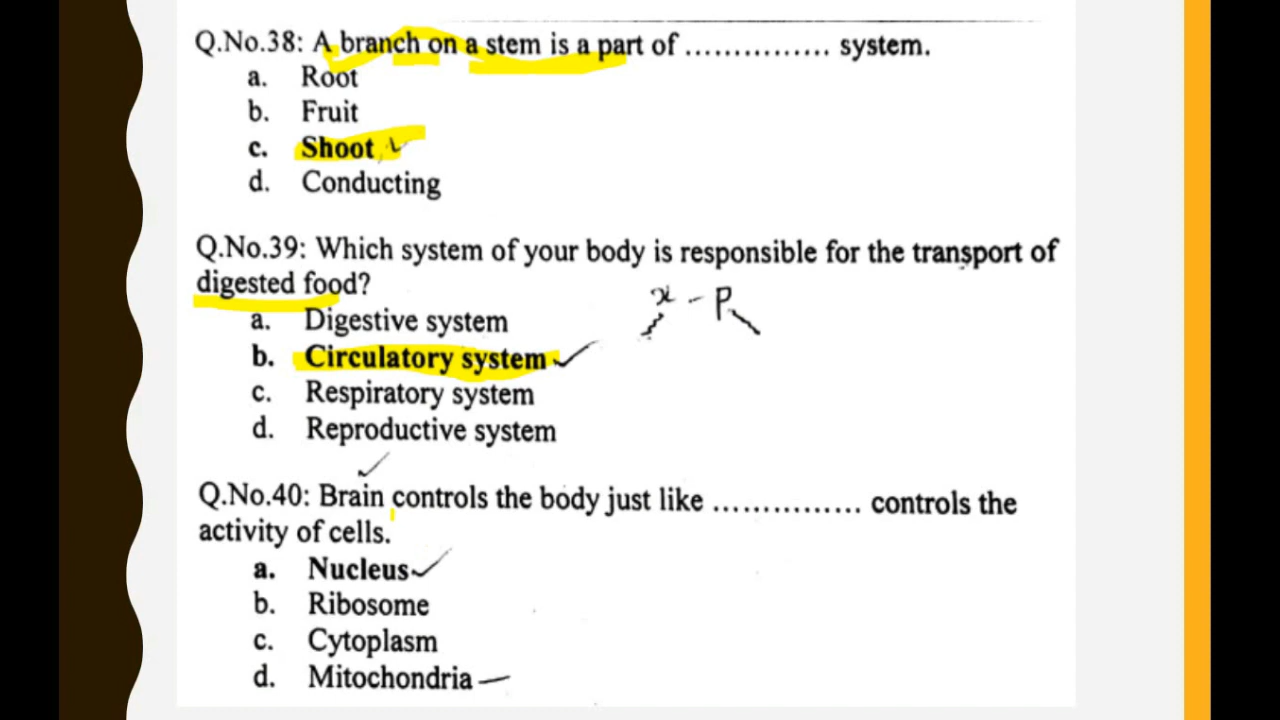 Q.No.38: A branch on a stem is a part of ............... system.
a. Root
b. Fruit
c. Shoot
d. Conducting
Q.No.39: Which system of your body is responsible for the transport of
digested food?
x - P
a. Digestive system
b. Circulatory system
c. Respiratory system
d. Reproductive system
Q.No.40: Brain controls the body just like ............... controls the
activity of cells.
a. Nucleus
b. Ribosome
c. Cytoplasm
d. Mitochondria